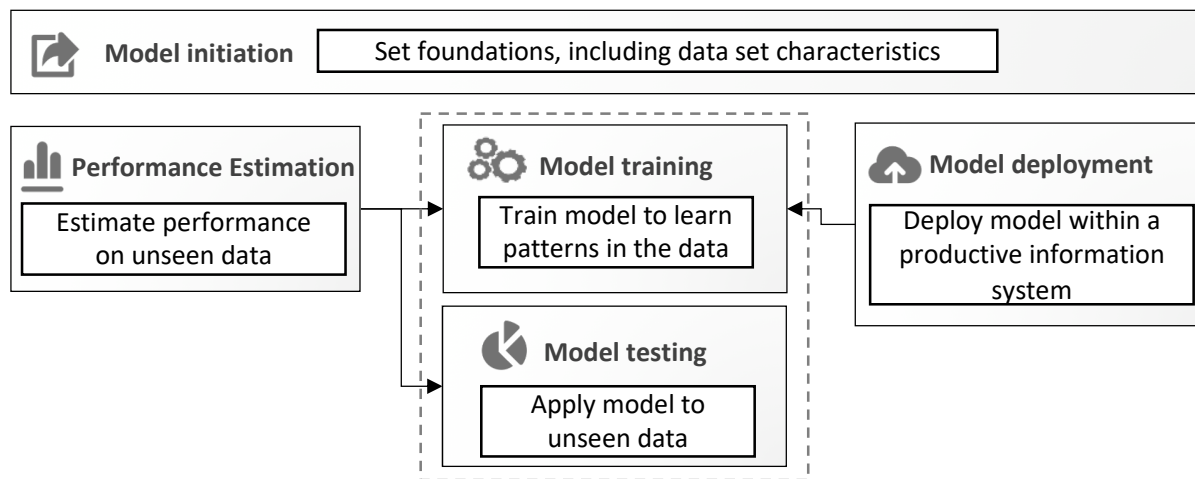 Model initiation
Set foundations, including data set characteristics
Performance Estimation
Estimate performance
on unseen data
Model training
Train model to learn
patterns in the data
Model testing
Apply model to
unseen data
Model deployment
Deploy model within a
productive information
system